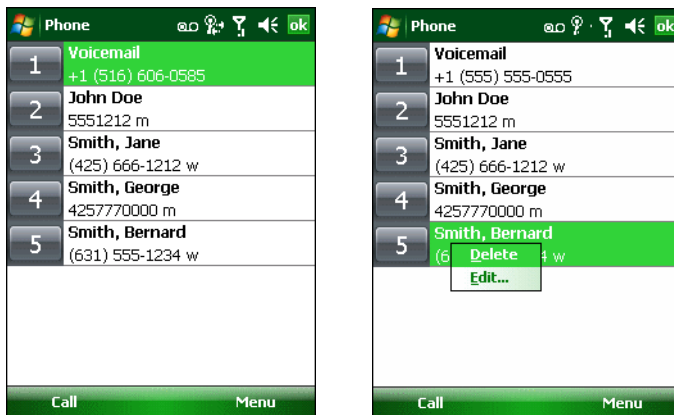 Phone ok
1 Voicemail
+1 (516) 606-0585
2 John Doe
5551212 m
3 Smith, Jane
(425) 666-1212 w
4 Smith, George
4257770000 m
5 Smith, Bernard
(631) 555-1234 w
Call Menu
Phone ok
1 Voicemail
+1 (555) 555-0555
2 John Doe
5551212 m
3 Smith, Jane
(425) 666-1212 w
4 Smith, George
4257770000 m
5 Smith, Bernard
(6 Delete 4 w
Edit...
Call Menu